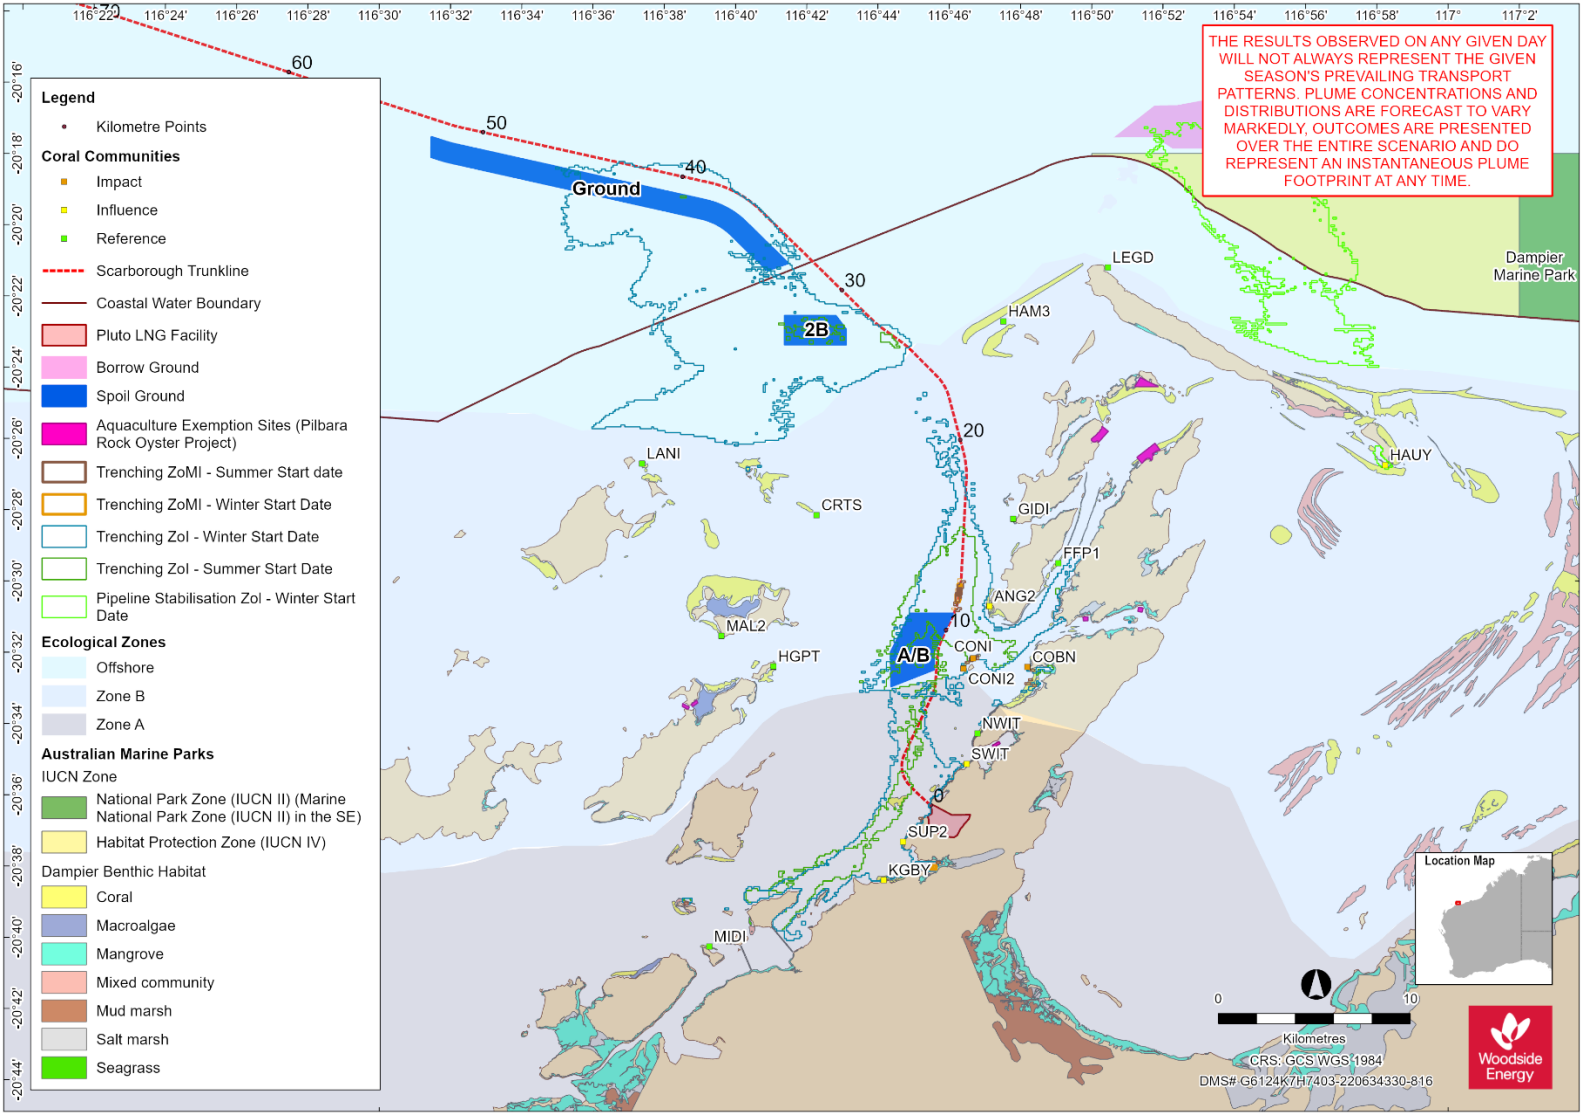 116°22'
116°24'
116°26'
116°28'
116°30'
116°32'
116°34'
116°36'
116°38'
116°40'
116°42'
116°44'
116°46'
116°48'
116°50'
116°52'
116°54'
116°56'
116°58'
117°
117°2'
70
60
50
40
30
20
10
0
THE RESULTS OBSERVED ON ANY GIVEN DAY
WILL NOT ALWAYS REPRESENT THE GIVEN
SEASON'S PREVAILING TRANSPORT
PATTERNS. PLUME CONCENTRATIONS AND
DISTRIBUTIONS ARE FORECAST TO VARY
MARKEDLY, OUTCOMES ARE PRESENTED
OVER THE ENTIRE SCENARIO AND DO
REPRESENT AN INSTANTANEOUS PLUME
FOOTPRINT AT ANY TIME.
-20°16'
-20°18'
-20°20'
-20°22'
-20°24'
-20°26'
-20°28'
-20°30'
-20°32'
-20°34'
-20°36'
-20°38'
-20°40'
-20°42'
-20°44'
Legend
Kilometre Points
Coral Communities
Impact
Influence
Reference
Scarborough Trunkline
Coastal Water Boundary
Pluto LNG Facility
Borrow Ground
Spoil Ground
Aquaculture Exemption Sites (Pilbara
Rock Oyster Project)
Trenching ZoMI - Summer Start date
Trenching ZoMI - Winter Start Date
Trenching ZoI - Winter Start Date
Trenching ZoI - Summer Start Date
Pipeline Stabilisation ZoI - Winter Start
Date
Ecological Zones
Offshore
Zone B
Zone A
Australian Marine Parks
IUCN Zone
National Park Zone (IUCN II) (Marine
National Park Zone (IUCN II) in the SE)
Habitat Protection Zone (IUCN IV)
Dampier Benthic Habitat
Coral
Macroalgae
Mangrove
Mixed community
Mud marsh
Salt marsh
Seagrass
Ground
2B
A/B
LEGD
HAM3
Dampier
Marine Park
HAUY
LANI
CRTS
GIDI
FFP1
ANG2
MAL2
HGPT
CONI
CONI2
COBN
NWIT
SWIT
SUP2
KGBY
MIDI
Location Map
0
10
Kilometres
CRS: GCS WGS 1984
DMS# G6124K7H7403-220634330-816
Woodside
Energy